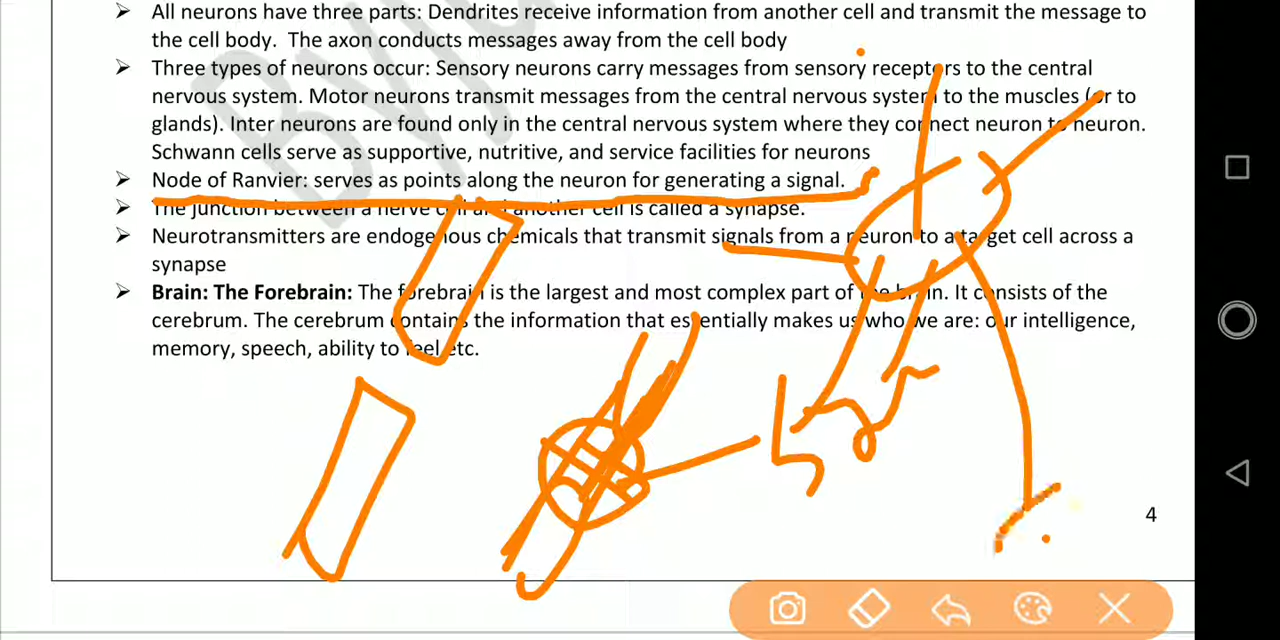 ➢ All neurons have three parts: Dendrites receive information from another cell and transmit the message to
the cell body. The axon conducts messages away from the cell body
➢ Three types of neurons occur: Sensory neurons carry messages from sensory receptors to the central
nervous system. Motor neurons transmit messages from the central nervous system to the muscles (or to
glands). Inter neurons are found only in the central nervous system where they connect neuron to neuron.
Schwann cells serve as supportive, nutritive, and service facilities for neurons
➢ Node of Ranvier: serves as points along the neuron for generating a signal.
➢ The junction between a nerve cell and another cell is called a synapse.
➢ Neurotransmitters are endogenous chemicals that transmit signals from a neuron to a target cell across a
synapse
➢ Brain: The Forebrain: The forebrain is the largest and most complex part of the brain. It consists of the
cerebrum. The cerebrum contains the information that essentially makes us who we are: our intelligence,
memory, speech, ability to feel etc.
4